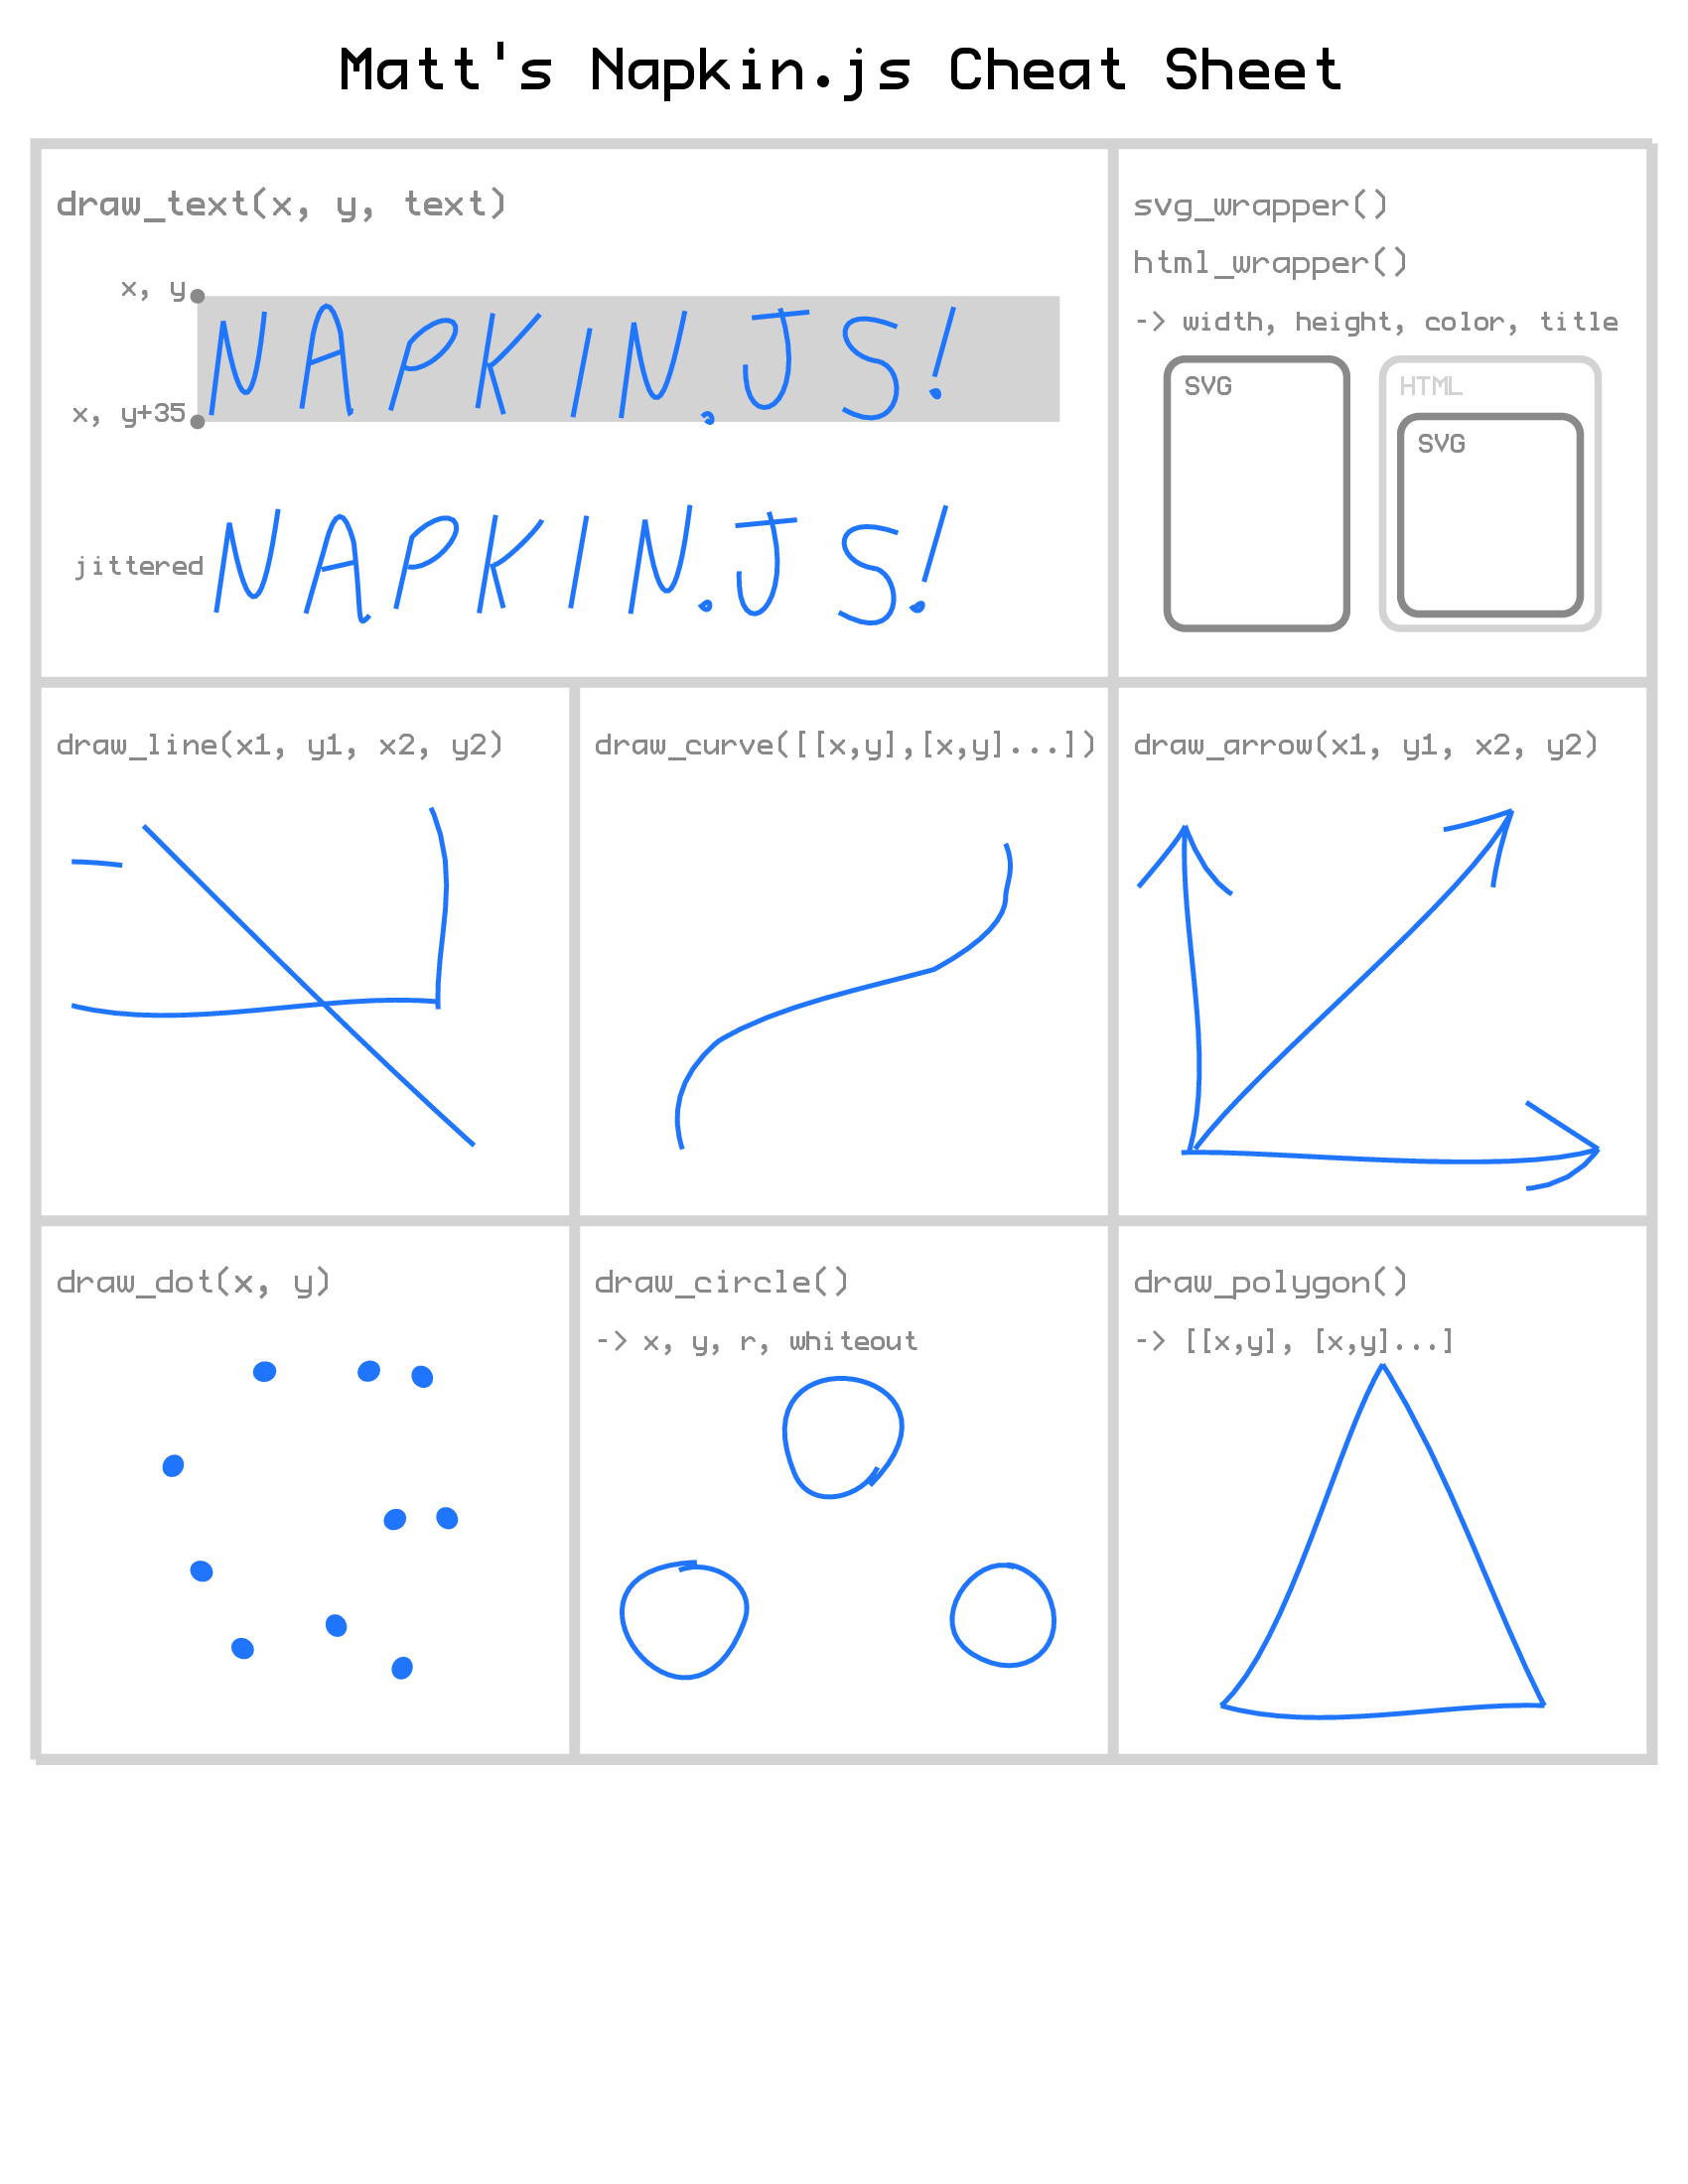 Matt's Napkin.js Cheat Sheet
draw_text(x, y, text)
x, y
NAPKIN.JS!
x, y+35
jittered
NAPKIN.JS!
svg_wrapper()
html_wrapper()
-> width, height, color, title
SVG
HTML
SVG
draw_line(x1, y1, x2, y2)
draw_curve([[x,y],[x,y]...])
draw_arrow(x1, y1, x2, y2)
draw_dot(x, y)
draw_circle()
-> x, y, r, whiteout
draw_polygon()
-> [[x,y], [x,y]...]